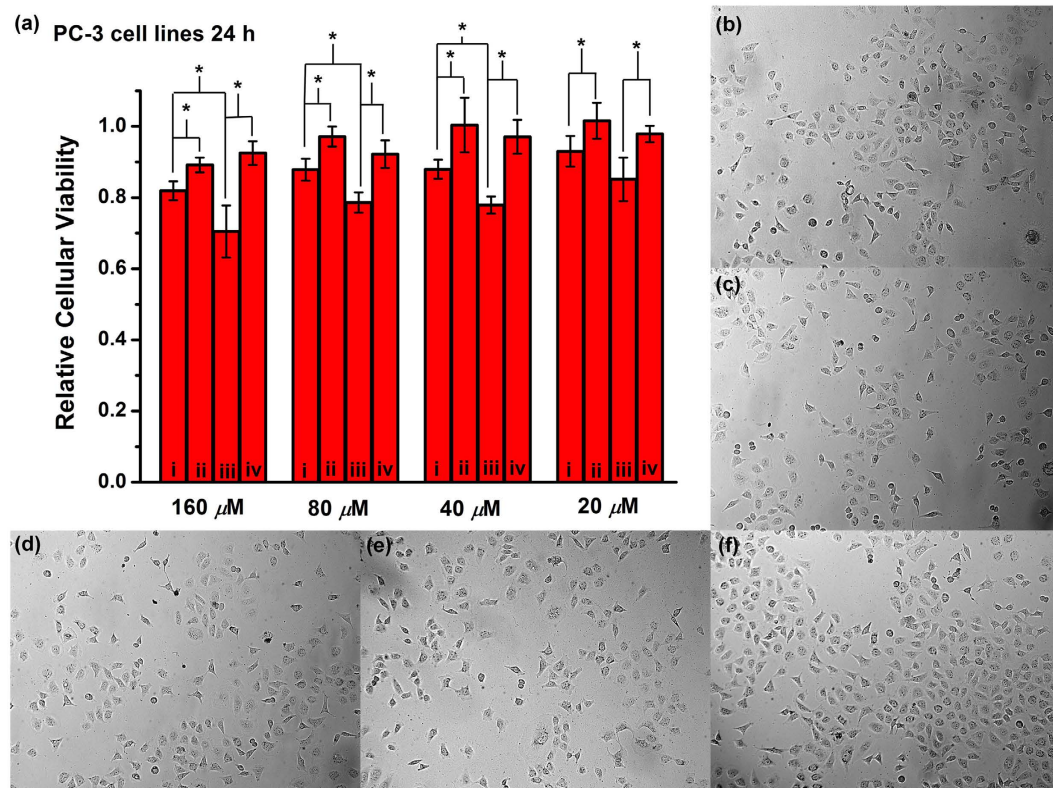 (a) PC-3 cell lines 24 h
* * * *
* * * * * * * *
Relative Cellular Viability
1.0
0.8
0.6
0.4
0.2
0.0
i ii iii iv i ii iii iv i ii iii iv i ii iii iv
160 μM 80 μM 40 μM 20 μM
(b)
(c)
(d) (e) (f)